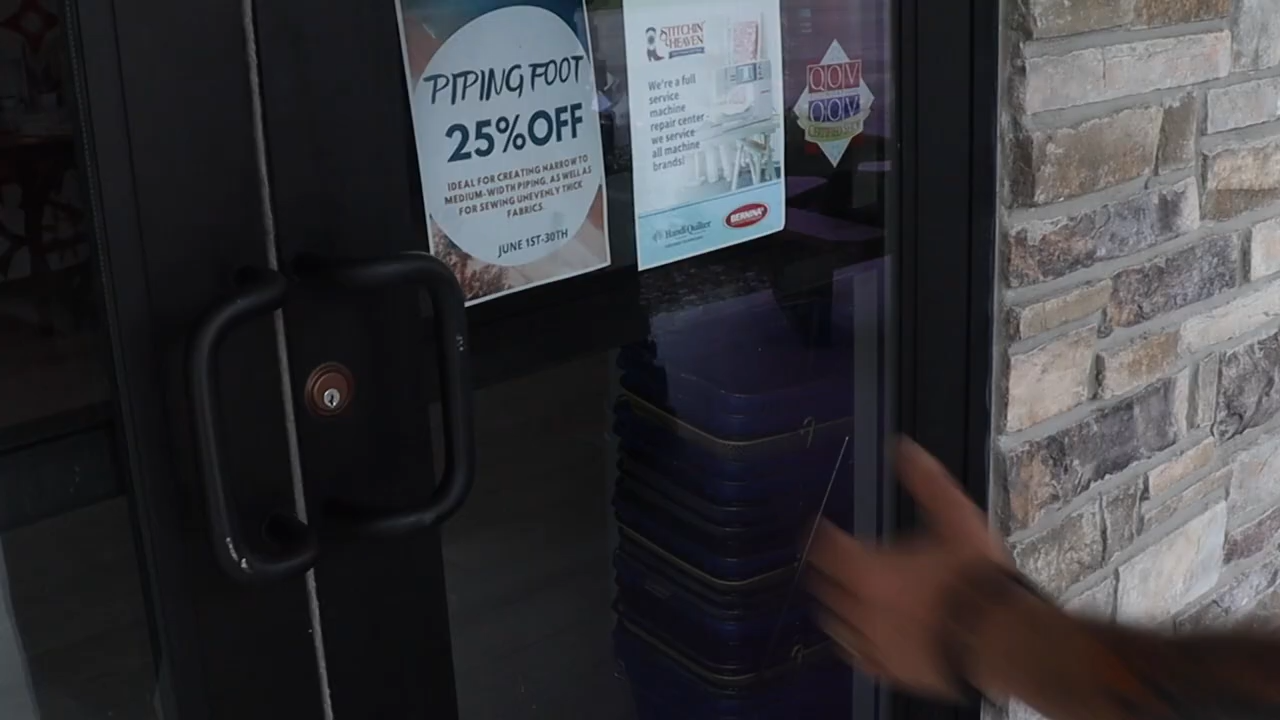 PIPING FOOT
25% OFF
IDEAL FOR CREATING NARROW TO
MEDIUM-WIDTH PIPING, AS WELL AS
FOR SEWING UNEVENLY THICK
FABRICS.
JUNE 1ST-30TH
STITCHIN'
HEAVEN
We're a full
service
machine
repair center-
we service
all machine
brands!
HandiQuilter
BERNINA
QOV
QOV